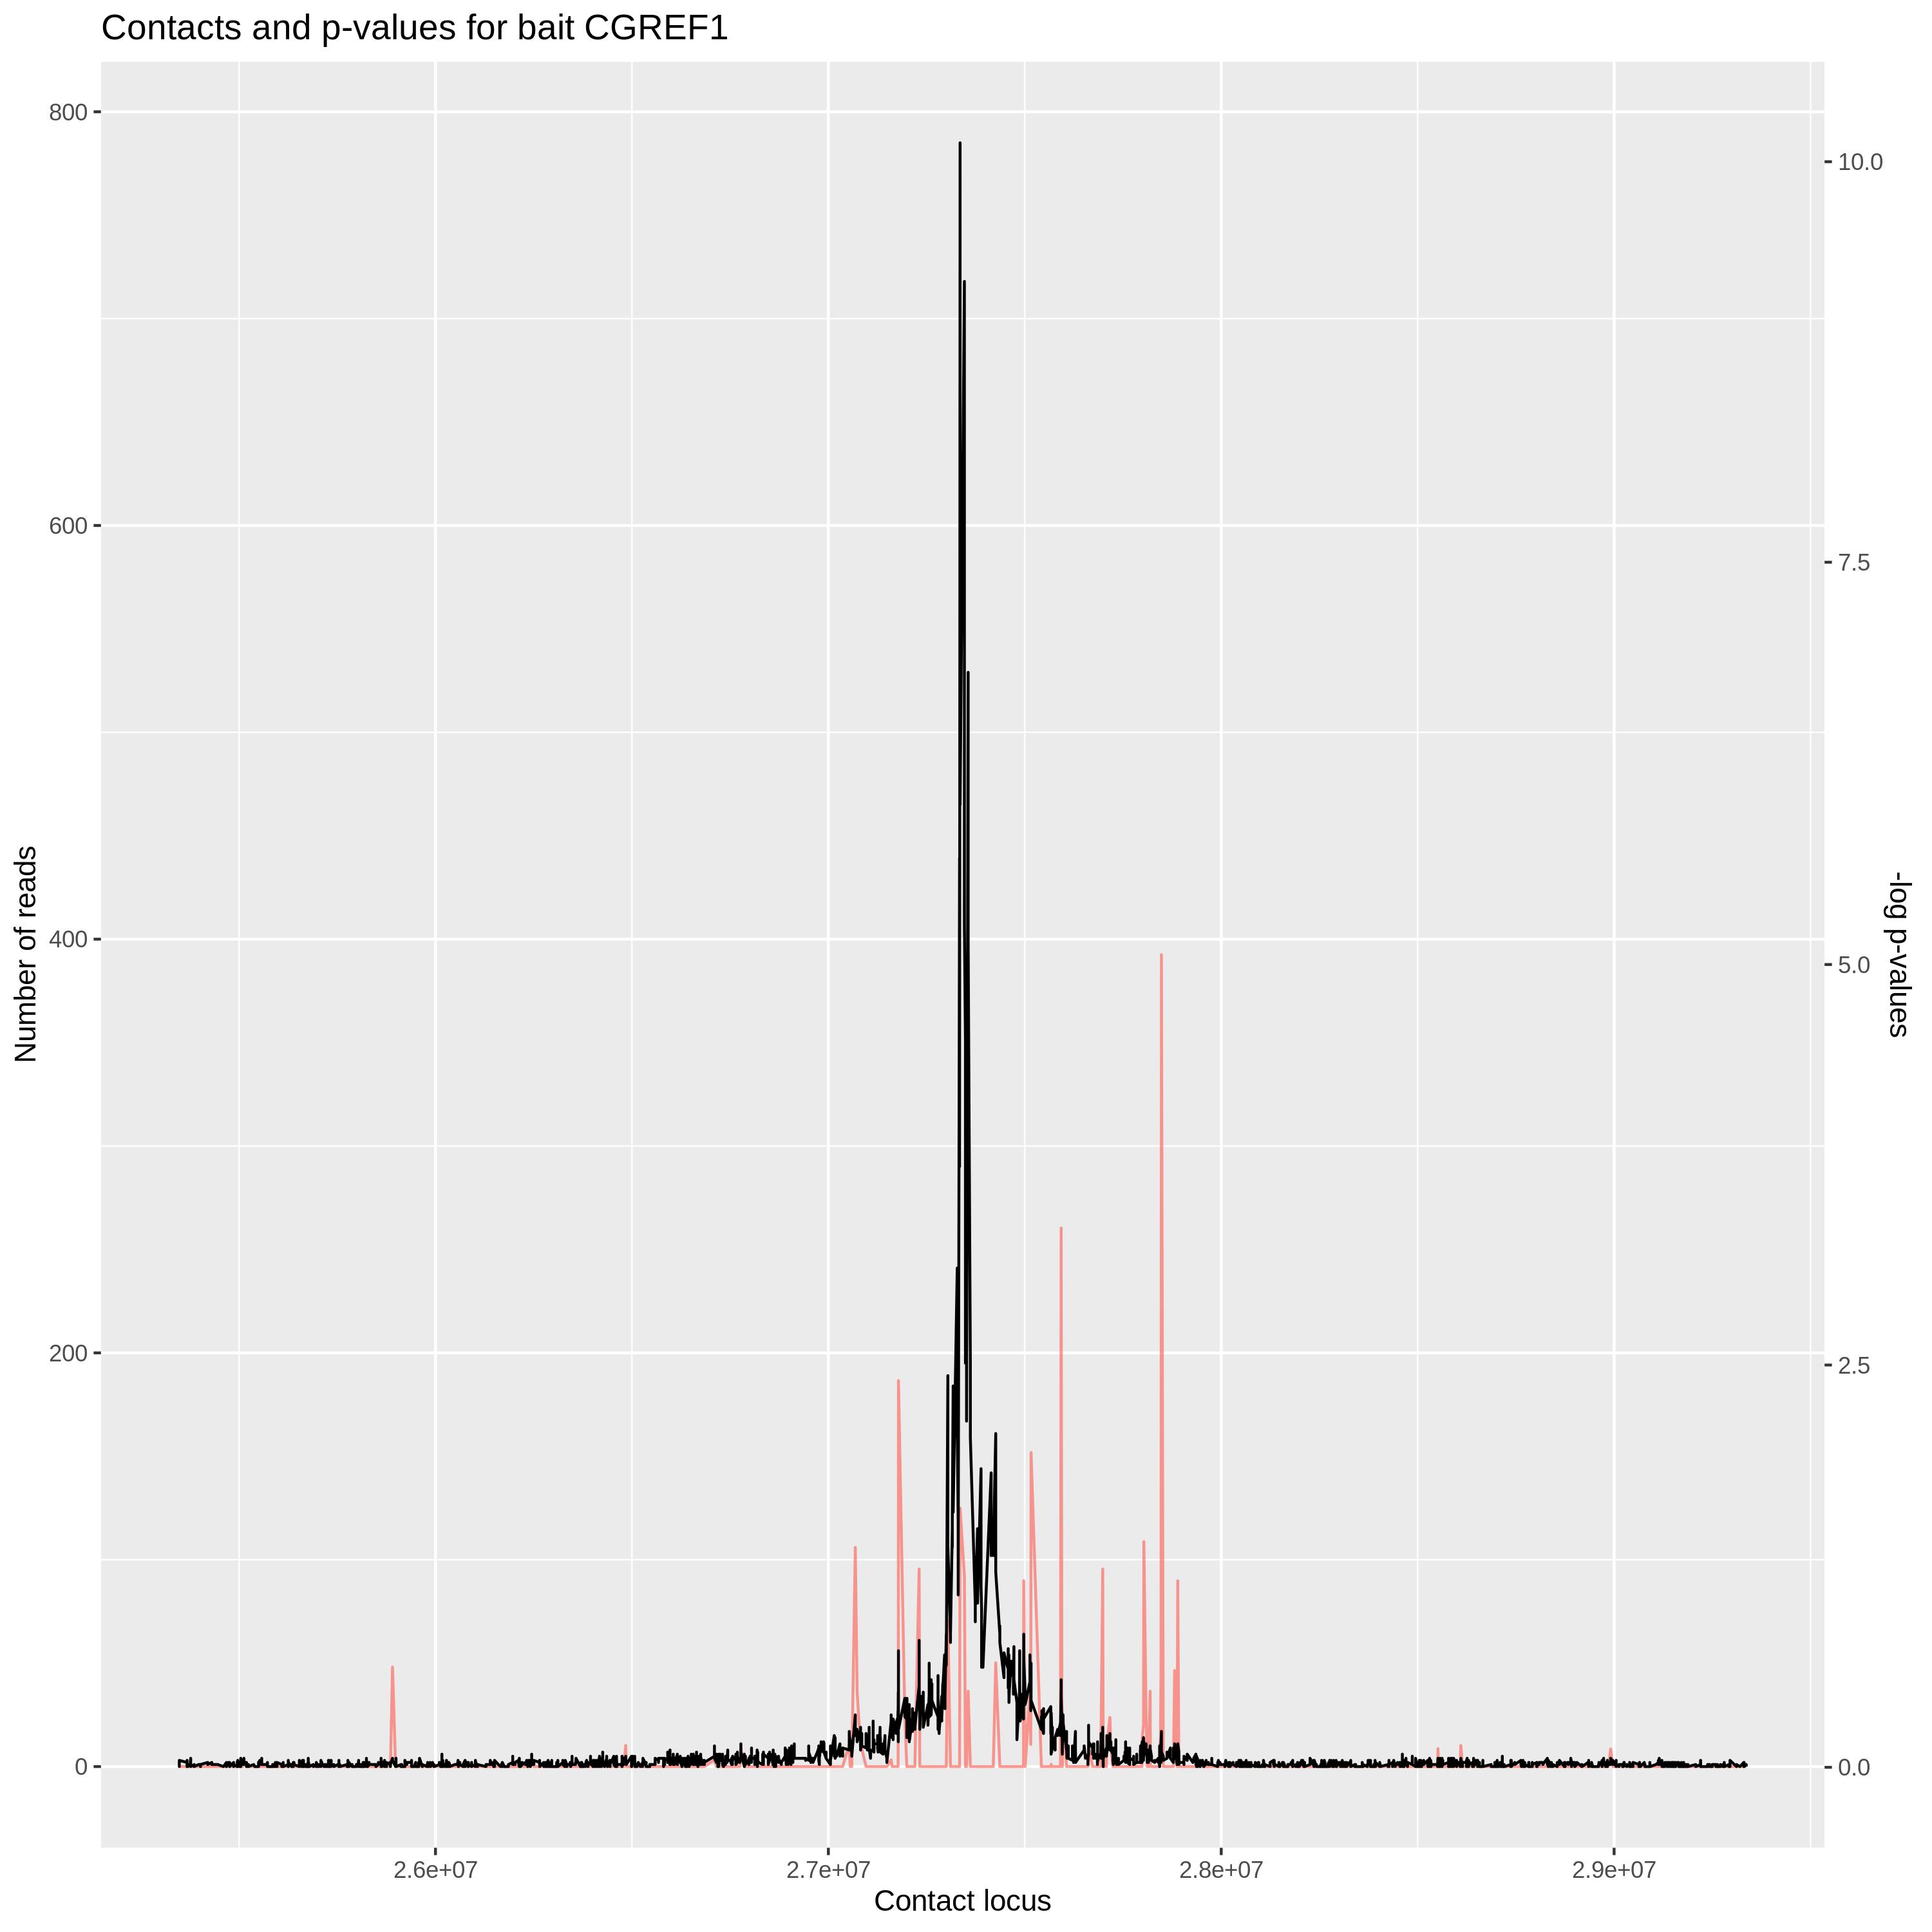 Contacts and p-values for bait CGREF1
800
600
400
200
0
Number of reads
10.0
7.5
5.0
2.5
0.0
-log p-values
2.6e+07
2.7e+07
2.8e+07
2.9e+07
Contact locus